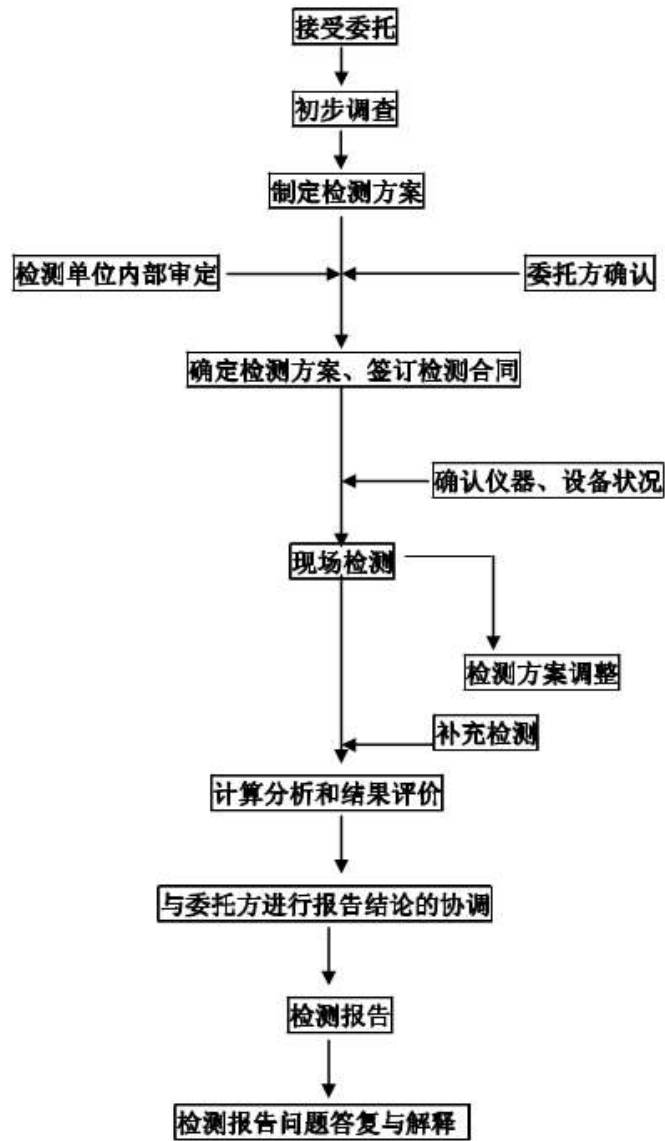 接受委托
初步调查
制定检测方案
检测单位内部审定
委托方确认
确定检测方案、签订检测合同
确认仪器、设备状况
现场检测
检测方案调整
补充检测
计算分析和结果评价
与委托方进行报告结论的协调
检测报告
检测报告问题答复与解释